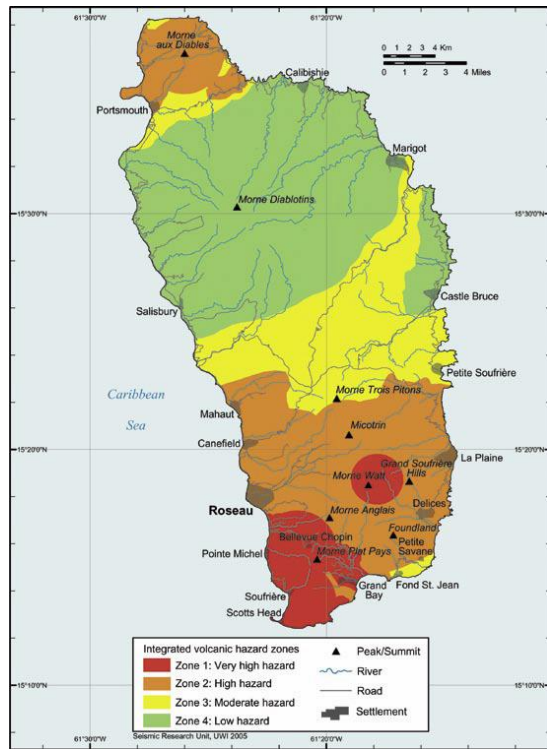 61°30'0"W
61°20'0"W
Morne
aux Diables
0 1 2 4 Km
0 1 2 4 Miles
Calibishie
Portsmouth
Marigot
Morne Diablotins
15°30'0"N
15°30'0"N
Castle Bruce
Salisbury
Petite Soufrière
Caribbean
Sea
Morne Trois Pitons
Mahaut
Micotrin
Canefield
15°20'0"N
15°20'0"N
La Plaine
Grand Soufrière
Hills
Morne Watt
Delices
Roseau
Morne Anglais
Foundland
Bellevue Chopin
Petite
Savane
Pointe Michel
Morne Plat Pays
Grand
Bay
Fond St. Jean
Soufrière
Scotts Head
Integrated volcanic hazard zones
Zone 1: Very high hazard
Zone 2: High hazard
Zone 3: Moderate hazard
Zone 4: Low hazard
Peak/Summit
River
Road
Settlement
15°10'0"N
15°10'0"N
Seismic Research Unit, UWI 2005
61°30'0"W
61°20'0"W